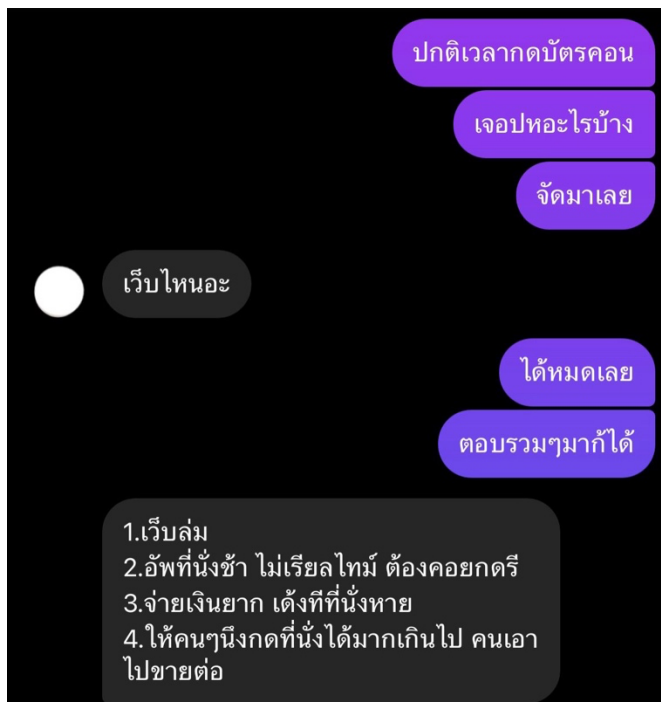 ปกติเวลากดบัตรคอน
เจอปหอะไรบ้าง
จัดมาเลย
เว็บไหนอะ
ได้หมดเลย
ตอบรวมๆมาก้ได้
1.เว็บล่ม
2.อัพที่นั่งช้า ไม่เรียลไทม์ ต้องคอยกดรี
3.จ่ายเงินยาก เด้งทีที่นั่งหาย
4.ให้คนๆนึงกดที่นั่งได้มากเกินไป คนเอา
ไปขายต่อ